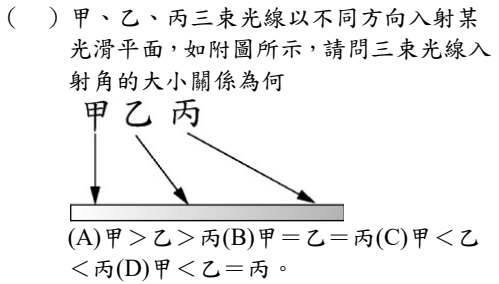 （　）甲、乙、丙三束光線以不同方向入射某
光滑平面，如附圖所示，請問三束光線入
射角的大小關係為何
甲 乙 丙
(A)甲＞乙＞丙(B)甲＝乙＝丙(C)甲＜乙
＜丙(D)甲＜乙＝丙。